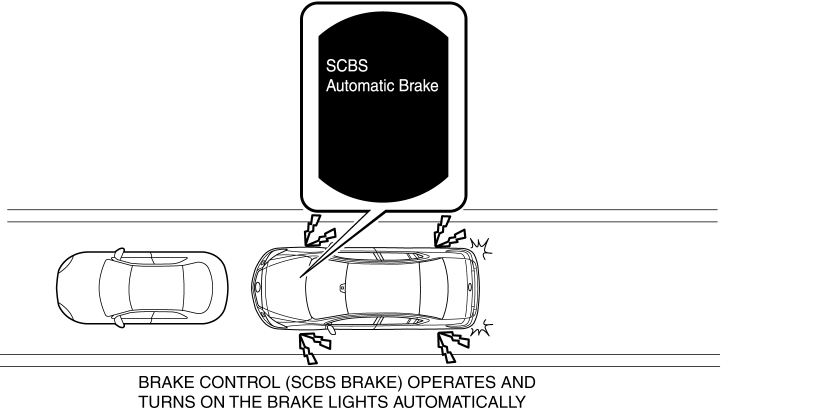 SCBS
Automatic Brake
BRAKE CONTROL (SCBS BRAKE) OPERATES AND
TURNS ON THE BRAKE LIGHTS AUTOMATICALLY